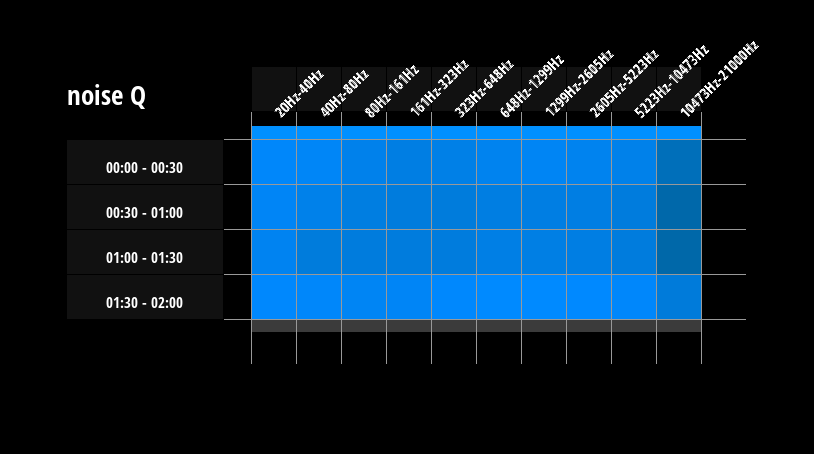 noise Q
20Hz-40Hz
40Hz-80Hz
80Hz-161Hz
161Hz-323Hz
323Hz-648Hz
648Hz-1299Hz
1299Hz-2605Hz
2605Hz-5223Hz
5223Hz-10473Hz
10473Hz-21000Hz
00:00 - 00:30
00:30 - 01:00
01:00 - 01:30
01:30 - 02:00